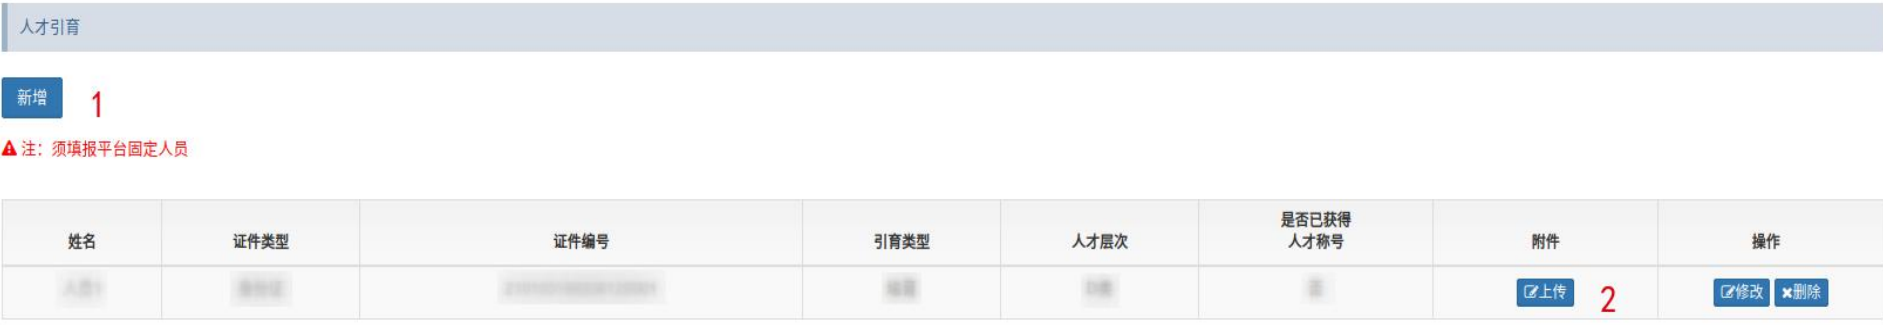 人才引育
新增 1
注：须填报平台固定人员
姓名 证件类型 证件编号 引育类型 人才层次 是否已获得 附件 操作
人才称号
上传 2 修改 删除